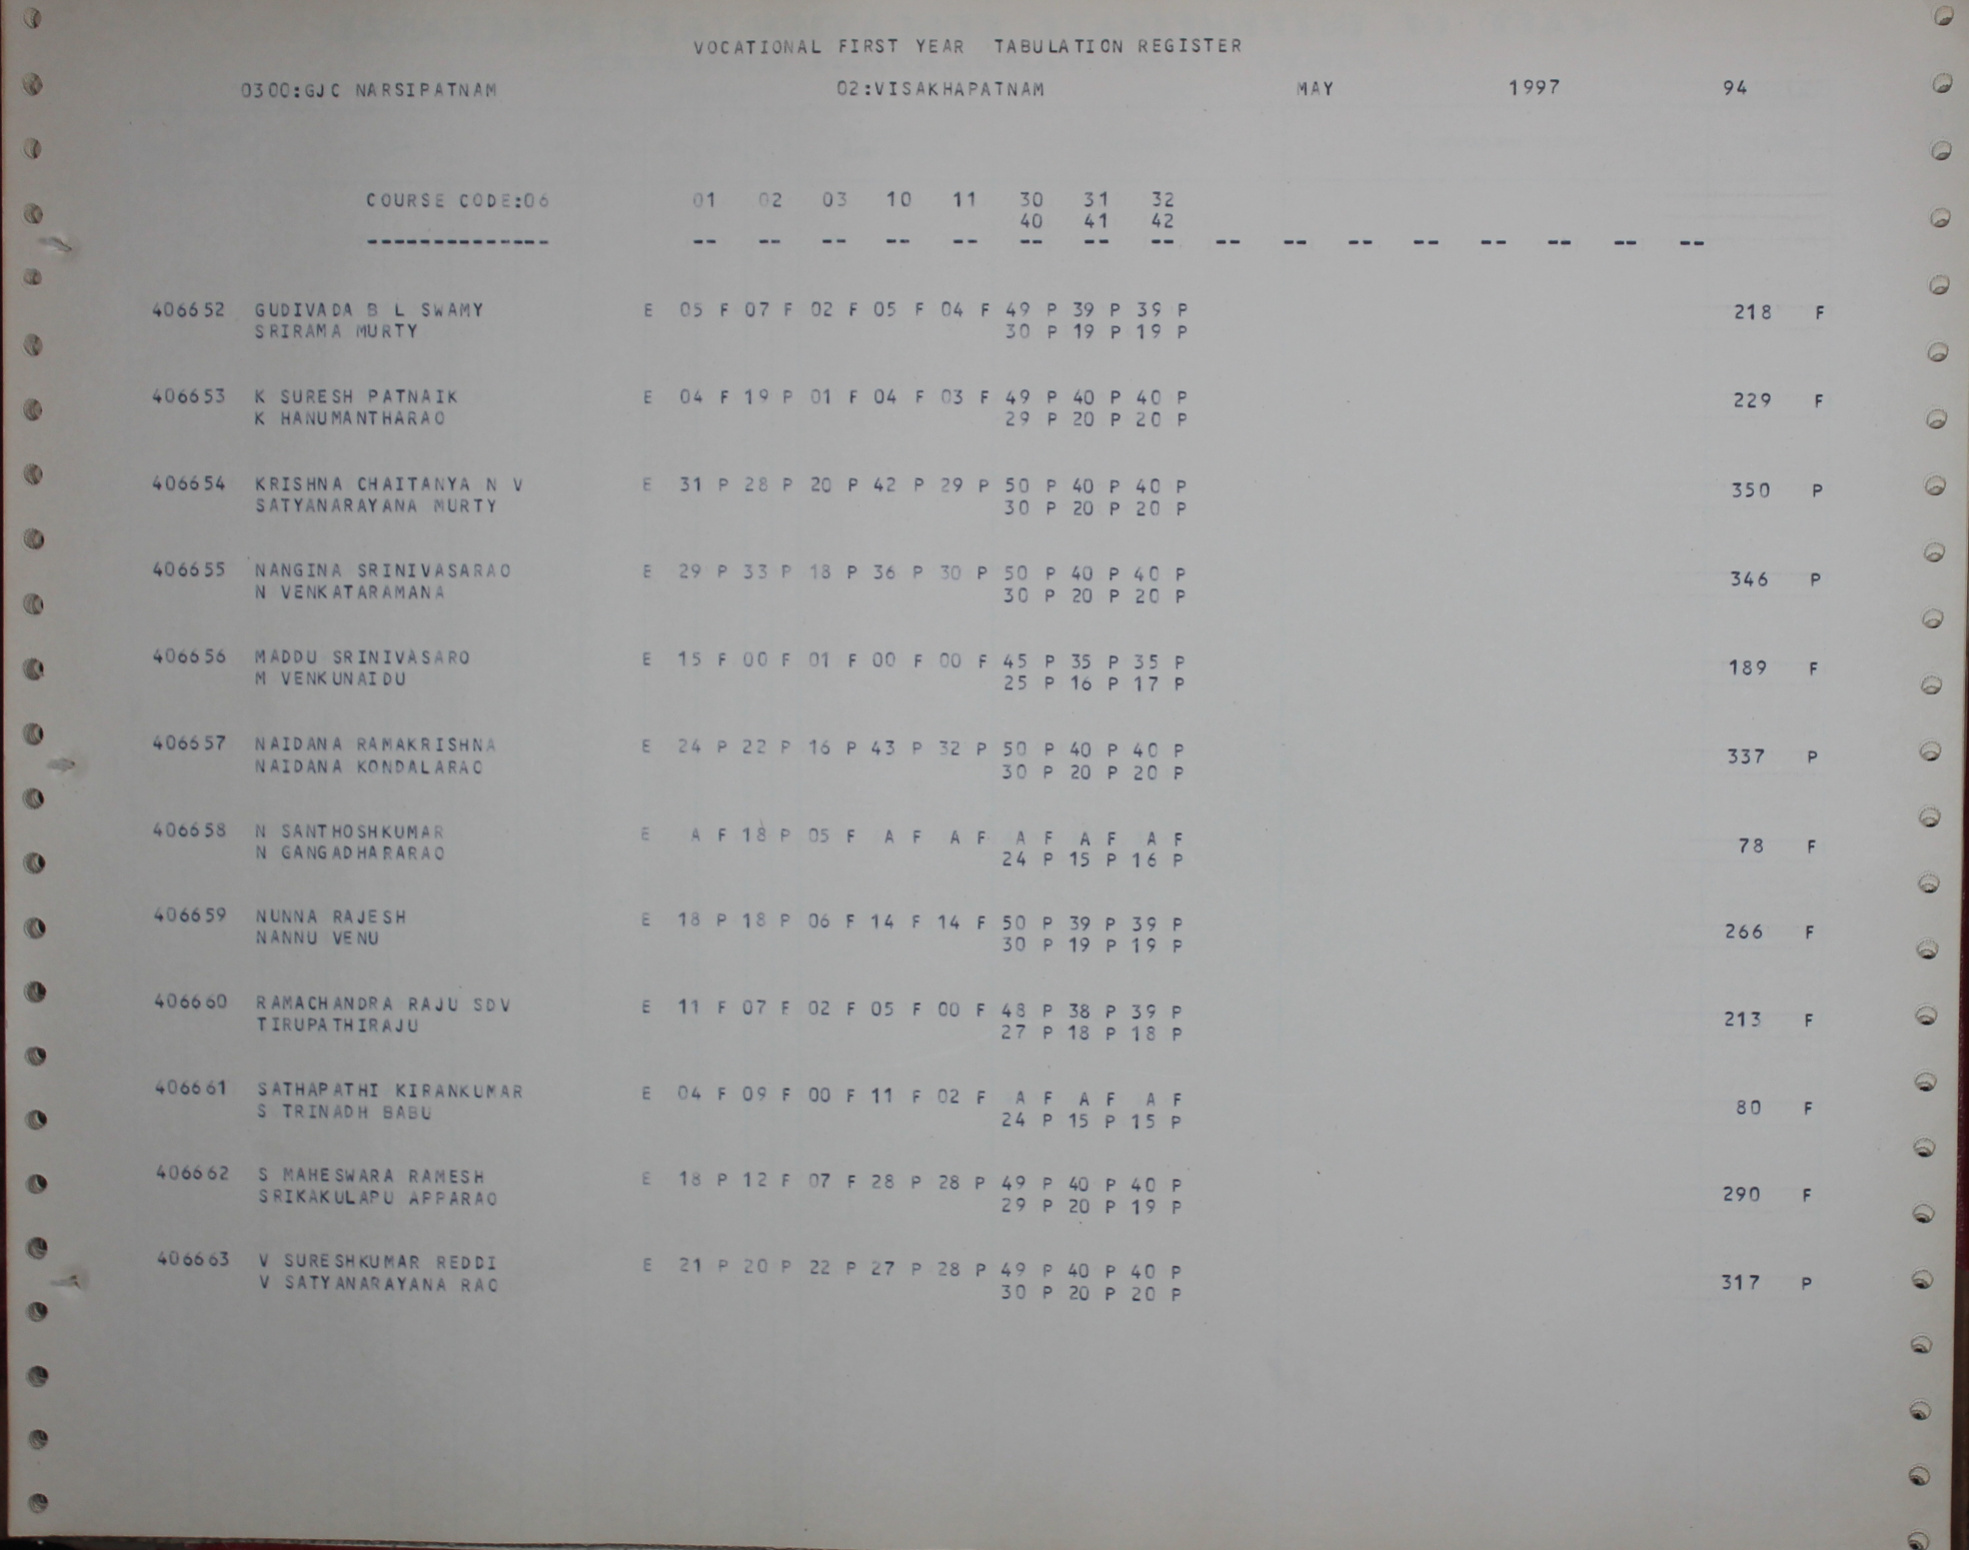 VOCATIONAL FIRST YEAR TABULATION REGISTER
0300:GJC NARSIPATNAM 02:VISAKHAPATNAM MAY 1997 94
COURSE CODE:06 01 02 03 10 11 30 31 32
40 41 42
-------------- -- -- -- -- -- -- -- -- -- -- -- -- -- -- -- --
406652 GUDIVADA B L SWAMY E 05 F 07 F 02 F 05 F 04 F 49 P 39 P 39 P 218 F
SRIRAMA MURTY 30 P 19 P 19 P
406653 K SURESH PATNAIK E 04 F 19 P 01 F 04 F 03 F 49 P 40 P 40 P 229 F
K HANUMANTHARAO 29 P 20 P 20 P
406654 KRISHNA CHAITANYA N V E 31 P 28 P 20 P 42 P 29 P 50 P 40 P 40 P 350 P
SATYANARAYANA MURTY 30 P 20 P 20 P
406655 NANGINA SRINIVASARAO E 29 P 33 P 18 P 36 P 30 P 50 P 40 P 40 P 346 P
N VENKATARAMANA 30 P 20 P 20 P
406656 MADDU SRINIVASARO E 15 F 00 F 01 F 00 F 00 F 45 P 35 P 35 P 189 F
M VENKUNAIDU 25 P 16 P 17 P
406657 NAIDANA RAMAKRISHNA E 24 P 22 P 16 P 43 P 32 P 50 P 40 P 40 P 337 P
NAIDANA KONDALARAO 30 P 20 P 20 P
406658 N SANTHOSHKUMAR E A F 18 P 05 F A F A F A F A F A F 78 F
N GANGADHARARAO 24 P 15 P 16 P
406659 NUNNA RAJESH E 18 P 18 P 06 F 14 F 14 F 50 P 39 P 39 P 266 F
NANNU VENU 30 P 19 P 19 P
406660 RAMACHANDRA RAJU SDV E 11 F 07 F 02 F 05 F 00 F 48 P 38 P 39 P 213 F
TIRUPATHIRAJU 27 P 18 P 18 P
406661 SATHAPATHI KIRANKUMAR E 04 F 09 F 00 F 11 F 02 F A F A F A F 80 F
S TRINADH BABU 24 P 15 P 15 P
406662 S MAHESWARA RAMESH E 18 P 12 F 07 F 28 P 28 P 49 P 40 P 40 P 290 F
SRIKAKULAPU APPARAO 29 P 20 P 19 P
406663 V SURESHKUMAR REDDI E 21 P 20 P 22 P 27 P 28 P 49 P 40 P 40 P 317 P
V SATYANARAYANA RAO 30 P 20 P 20 P